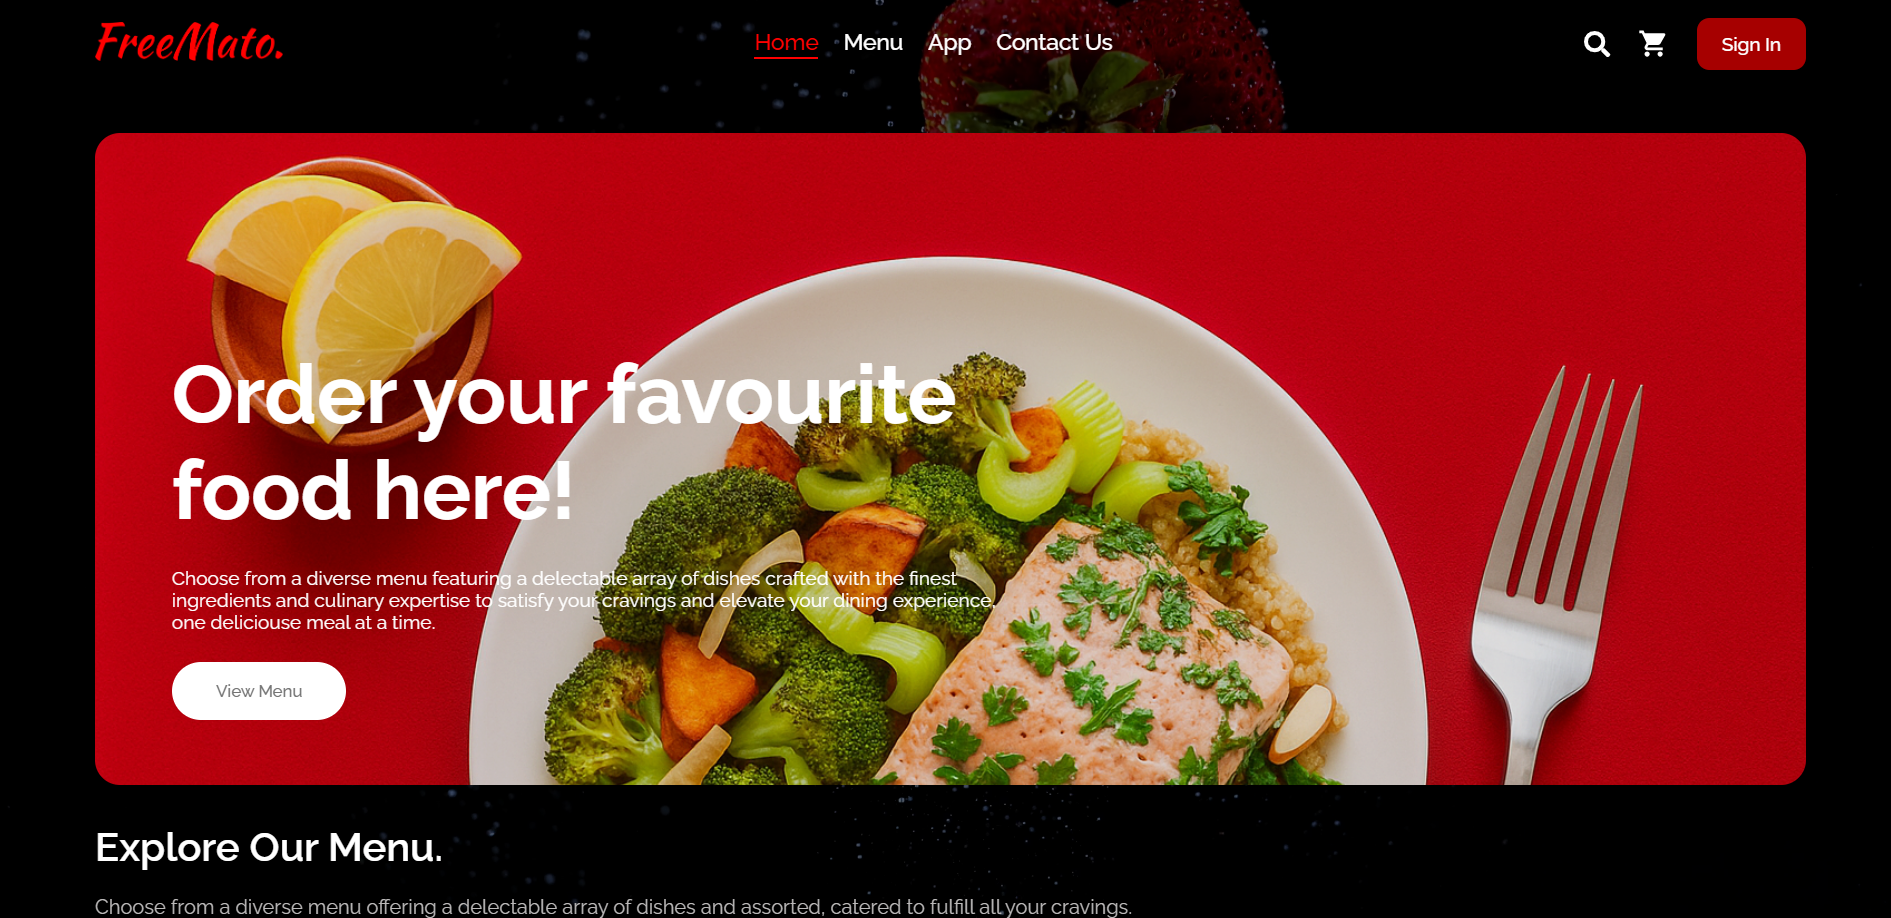 FreeMato.
Home Menu App Contact Us
Sign In
Order your favourite
food here!
Choose from a diverse menu featuring a delectable array of dishes crafted with the finest
ingredients and culinary expertise to satisfy your cravings and elevate your dining experience,
one deliciouse meal at a time.
View Menu
Explore Our Menu.
Choose from a diverse menu offering a delectable array of dishes and assorted, catered to fulfill all your cravings.